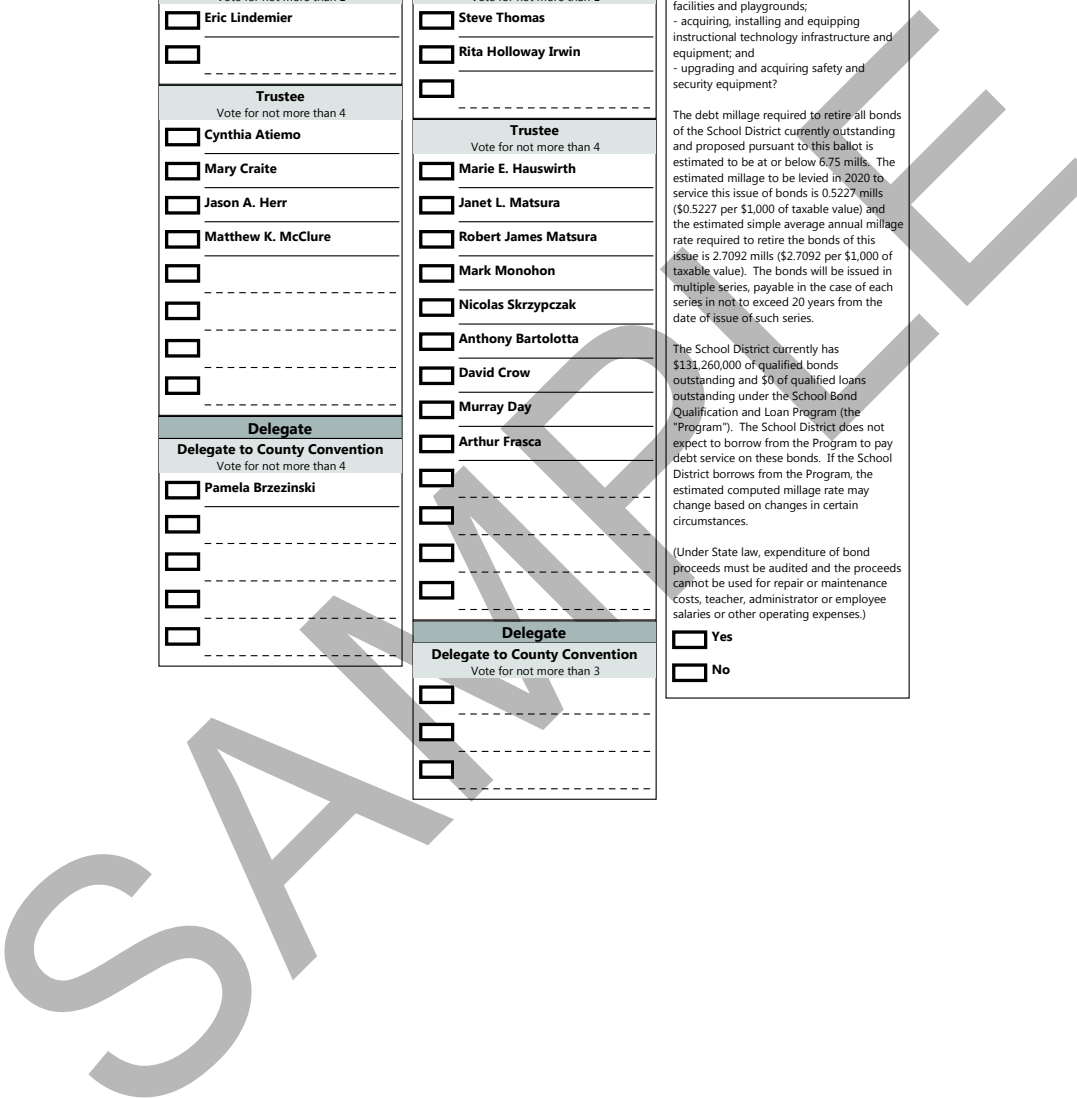 Eric Lindemier
Trustee
Vote for not more than 4
Cynthia Atiemo
Mary Craite
Jason A. Herr
Matthew K. McClure
Delegate
Delegate to County Convention
Vote for not more than 4
Pamela Brzezinski
Steve Thomas
Rita Holloway Irwin
Trustee
Vote for not more than 4
Marie E. Hauswirth
Janet L. Matsura
Robert James Matsura
Mark Monohon
Nicolas Skrzypczak
Anthony Bartolotta
David Crow
Murray Day
Arthur Frasca
Delegate
Delegate to County Convention
Vote for not more than 3
facilities and playgrounds;
- acquiring, installing and equipping
instructional technology infrastructure and
equipment; and
- upgrading and acquiring safety and
security equipment?
The debt millage required to retire all bonds
of the School District currently outstanding
and proposed pursuant to this ballot is
estimated to be at or below 6.75 mills. The
estimated millage to be levied in 2020 to
service this issue of bonds is 0.5227 mills
($0.5227 per $1,000 of taxable value) and
the estimated simple average annual millage
rate required to retire the bonds of this
issue is 2.7092 mills ($2.7092 per $1,000 of
taxable value). The bonds will be issued in
multiple series, payable in the case of each
series in not to exceed 20 years from the
date of issue of such series.
The School District currently has
$131,260,000 of qualified bonds
outstanding and $0 of qualified loans
outstanding under the School Bond
Qualification and Loan Program (the
"Program"). The School District does not
expect to borrow from the Program to pay
debt service on these bonds. If the School
District borrows from the Program, the
estimated computed millage rate may
change based on changes in certain
circumstances.
(Under State law, expenditure of bond
proceeds must be audited and the proceeds
cannot be used for repair or maintenance
costs, teacher, administrator or employee
salaries or other operating expenses.)
Yes
No
SAMPLE